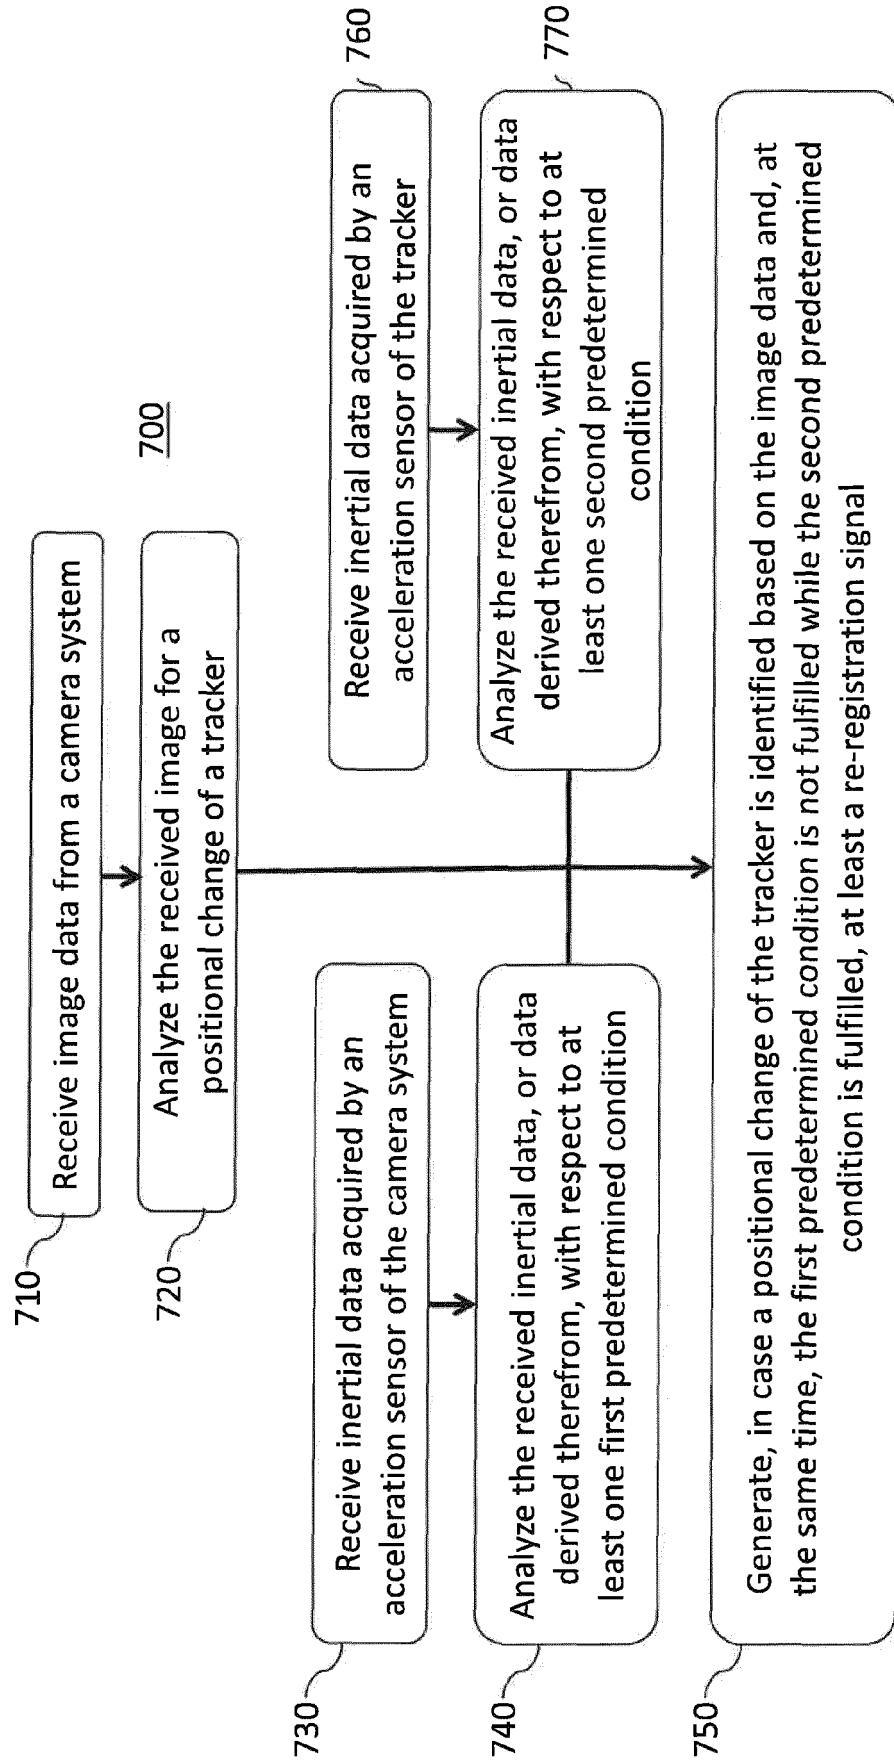 710
Receive image data from a camera system
700
720
Analyze the received image for a
positional change of a tracker
730
Receive inertial data acquired by an
acceleration sensor of the camera system
760
Receive inertial data acquired by an
acceleration sensor of the tracker
740
Analyze the received inertial data, or data
derived therefrom, with respect to at
least one first predetermined condition
770
Analyze the received inertial data, or data
derived therefrom, with respect to at
least one second predetermined
condition
750
Generate, in case a positional change of the tracker is identified based on the image data and, at
the same time, the first predetermined condition is not fulfilled while the second predetermined
condition is fulfilled, at least a re-registration signal